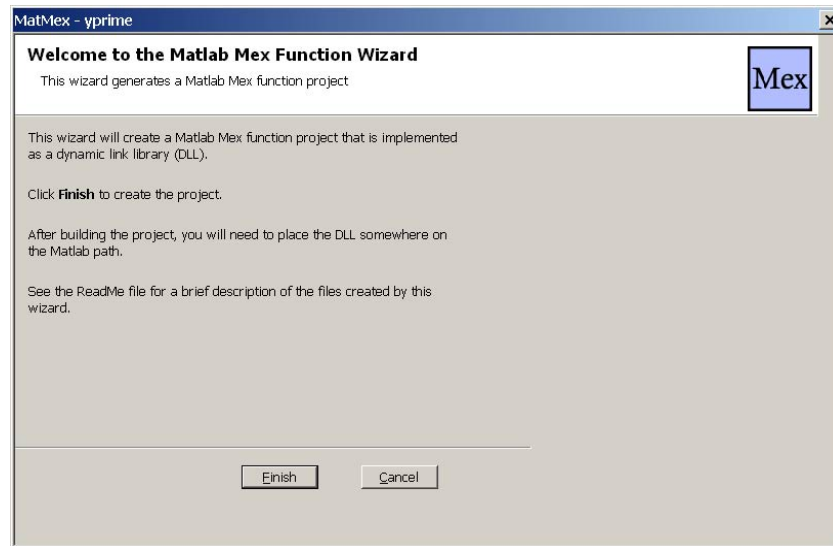 MatMex - yprime
Welcome to the Matlab Mex Function Wizard
This wizard generates a Matlab Mex function project
Mex
This wizard will create a Matlab Mex function project that is implemented
as a dynamic link library (DLL).
Click Finish to create the project.
After building the project, you will need to place the DLL somewhere on
the Matlab path.
See the ReadMe file for a brief description of the files created by this
wizard.
Finish
Cancel